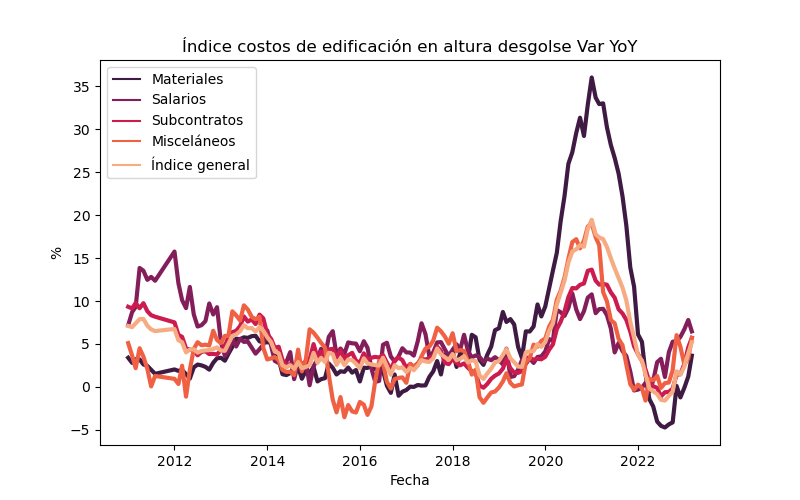 Índice costos de edificación en altura desgolse Var YoY
Materiales
Salarios
Subcontratos
Misceláneos
Índice general
%
35
30
25
20
15
10
5
0
−5
2012 2014 2016 2018 2020 2022
Fecha